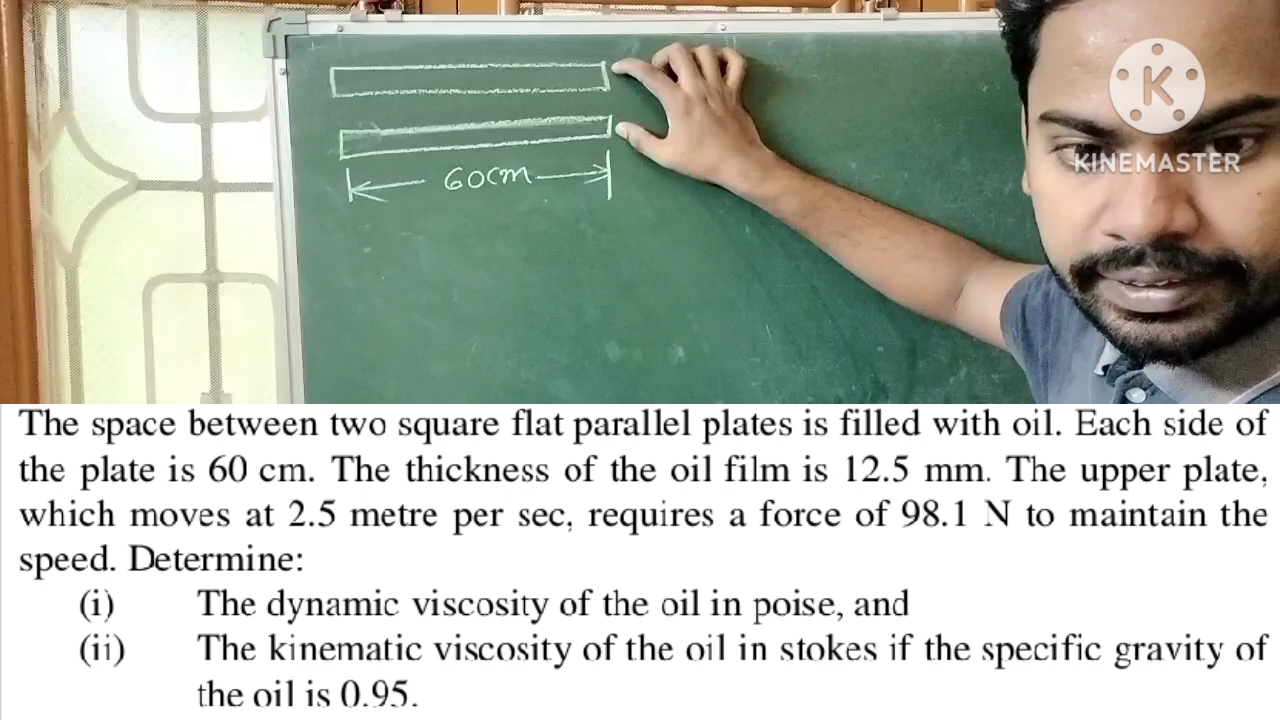 K
KINEMASTER
60cm
The space between two square flat parallel plates is filled with oil. Each side of
the plate is 60 cm. The thickness of the oil film is 12.5 mm. The upper plate,
which moves at 2.5 metre per sec, requires a force of 98.1 N to maintain the
speed. Determine:
(i) The dynamic viscosity of the oil in poise, and
(ii) The kinematic viscosity of the oil in stokes if the specific gravity of
the oil is 0.95.